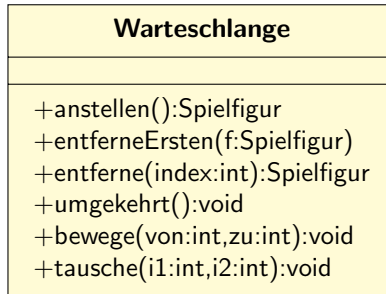 Warteschlange
+anstellen():Spielfigur
+entferneErsten(f:Spielfigur)
+entferne(index:int):Spielfigur
+umgekehrt():void
+bewege(von:int,zu:int):void
+tausche(i1:int,i2:int):void